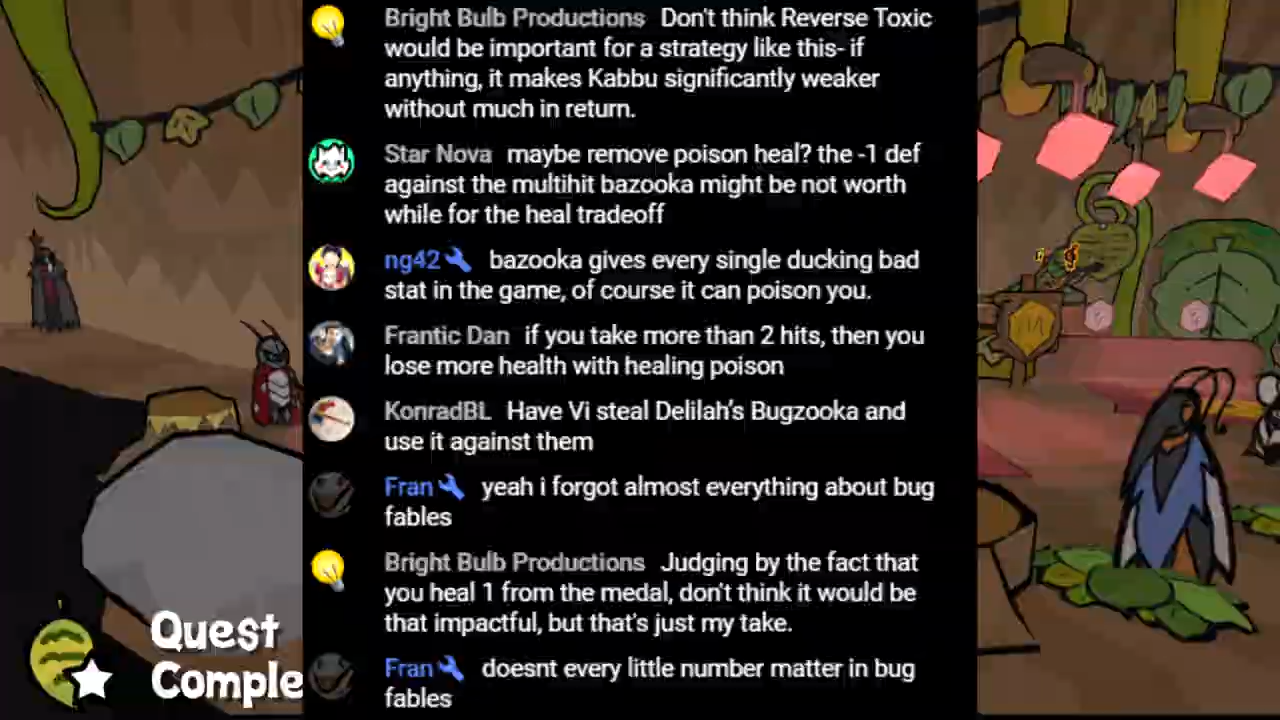 Bright Bulb Productions Don't think Reverse Toxic
would be important for a strategy like this- if
anything, it makes Kabbu significantly weaker
without much in return.
Star Nova maybe remove poison heal? the -1 def
against the multihit bazooka might be not worth
while for the heal tradeoff
ng42 bazooka gives every single ducking bad
stat in the game, of course it can poison you.
Frantic Dan if you take more than 2 hits, then you
lose more health with healing poison
KonradBL Have Vi steal Delilah's Bugzooka and
use it against them
Fran yeah i forgot almost everything about bug
fables
Bright Bulb Productions Judging by the fact that
you heal 1 from the medal, don't think it would be
that impactful, but that's just my take.
Fran doesnt every little number matter in bug
fables
Quest
Comple